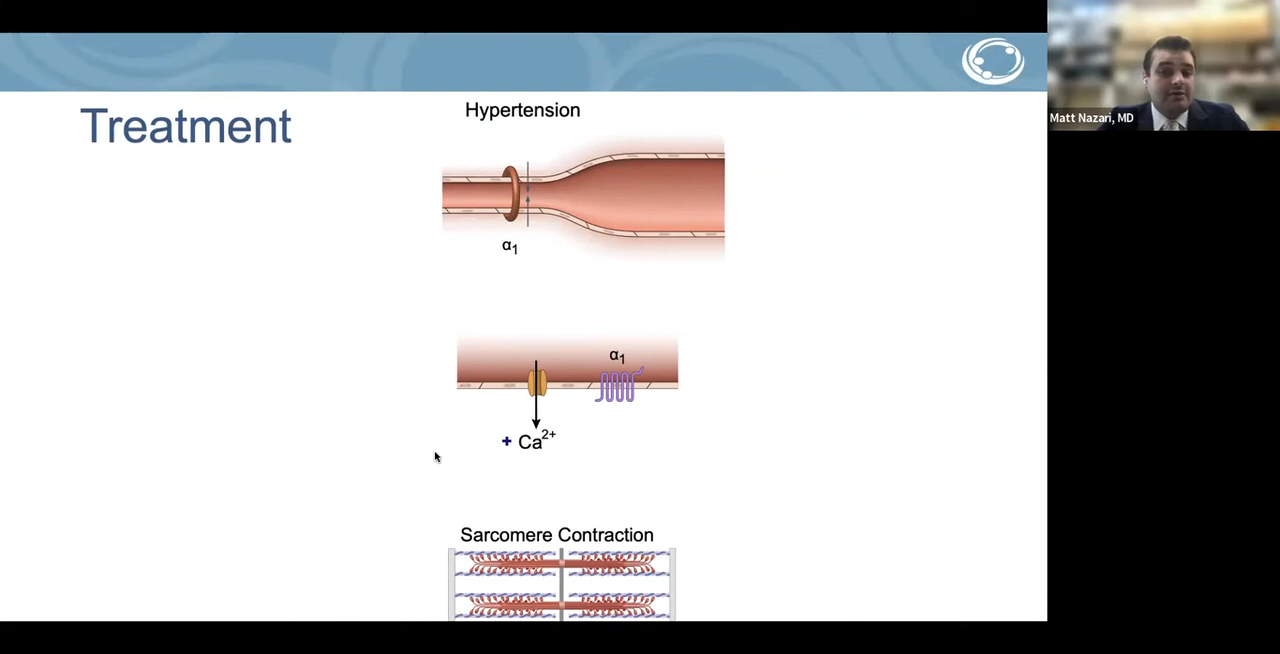 Treatment
Hypertension
α1
α1
+ Ca2+
Sarcomere Contraction
Matt Nazari, MD